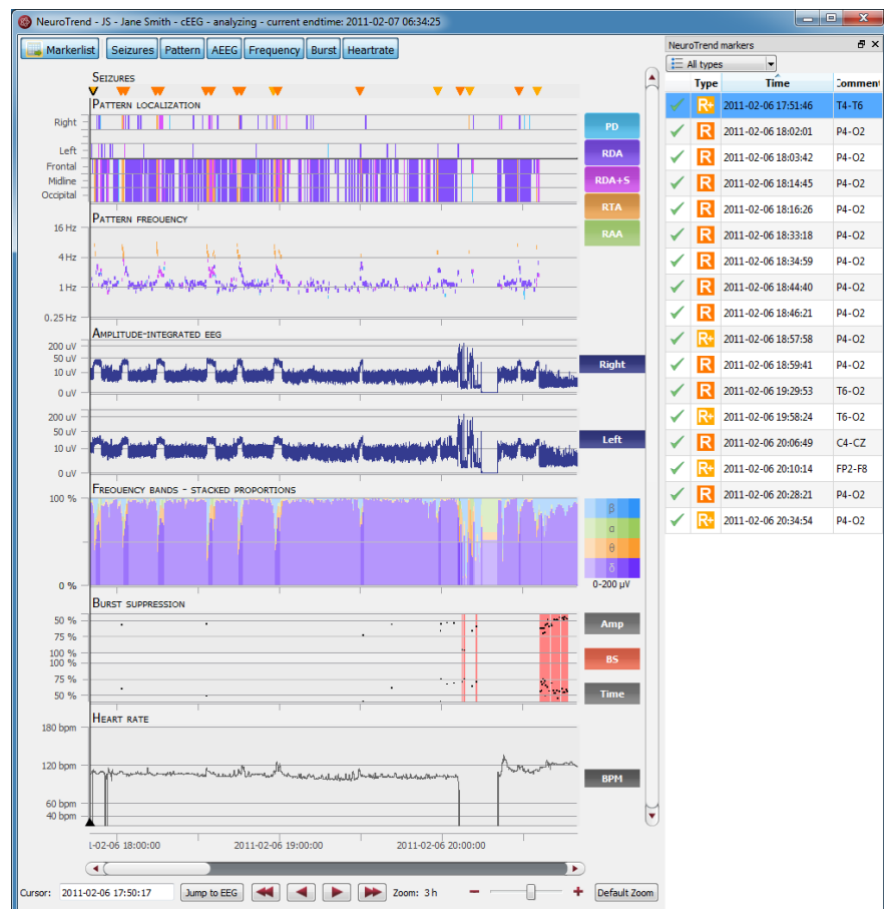 NeuroTrend - JS - Jane Smith - cEEG - analyzing - current endtime: 2011-02-07 06:34:25
Markerlist Seizures Pattern AEEG Frequency Burst Heartrate
SEIZURES
PATTERN LOCALIZATION
Right
Left
Frontal
Midline
Occipital
PD
RDA
RDA+S
RTA
RAA
PATTERN FREQUENCY
16 Hz
4 Hz
1 Hz
0.25 Hz
AMPLITUDE-INTEGRATED EEG
200 uV
50 uV
10 uV
0 uV
Right
200 uV
50 uV
10 uV
0 uV
Left
FREQUENCY BANDS - STACKED PROPORTIONS
100 %
0 %
β
α
θ
δ
0-200 µV
BURST SUPPRESSION
50 %
75 %
100 %
100 %
75 %
50 %
Amp
BS
Time
HEART RATE
180 bpm
120 bpm
60 bpm
40 bpm
BPM
L-02-06 18:00:00 2011-02-06 19:00:00 2011-02-06 20:00:00
Cursor: 2011-02-06 17:50:17 Jump to EEG Zoom: 3 h Default Zoom
NeuroTrend markers
All types
Type Time Comment
R+ 2011-02-06 17:51:46 T4-T6
R 2011-02-06 18:02:01 P4-O2
R 2011-02-06 18:03:42 P4-O2
R 2011-02-06 18:14:45 P4-O2
R 2011-02-06 18:16:26 P4-O2
R 2011-02-06 18:33:18 P4-O2
R 2011-02-06 18:34:59 P4-O2
R 2011-02-06 18:44:40 P4-O2
R 2011-02-06 18:46:21 P4-O2
R+ 2011-02-06 18:57:58 P4-O2
R 2011-02-06 18:59:41 P4-O2
R 2011-02-06 19:29:53 T6-O2
R+ 2011-02-06 19:58:24 T6-O2
R 2011-02-06 20:06:49 C4-CZ
R+ 2011-02-06 20:10:14 FP2-F8
R 2011-02-06 20:28:21 P4-O2
R+ 2011-02-06 20:34:54 P4-O2